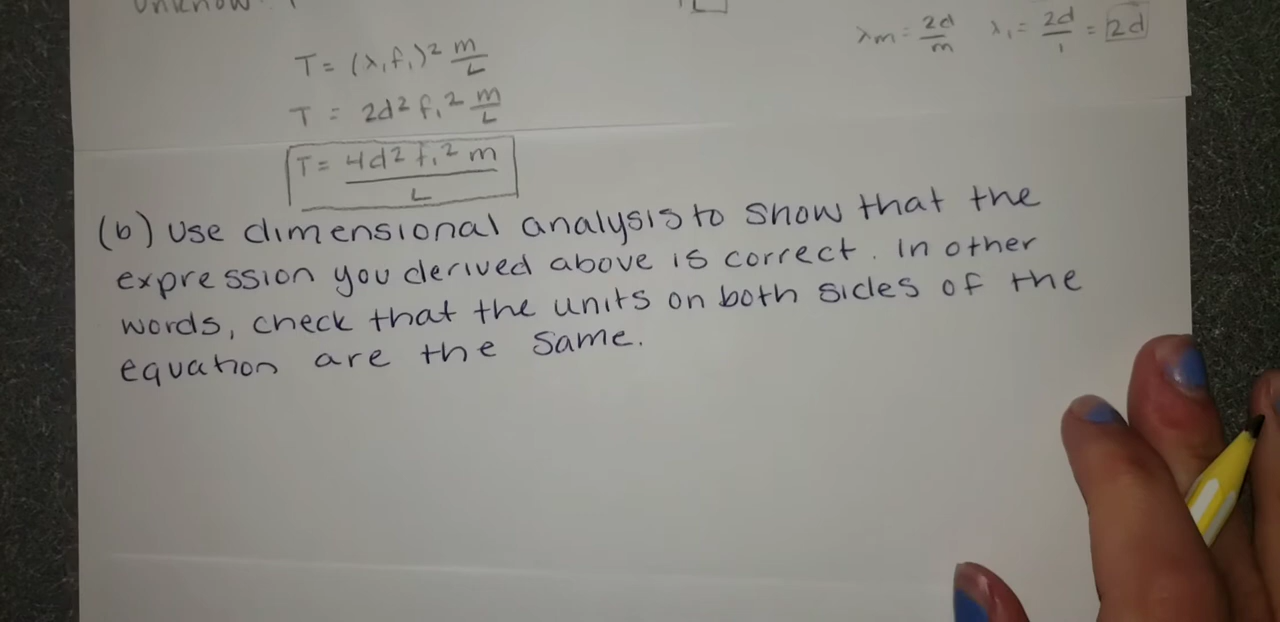 unknow
λm = 2d/m λ₁ = 2d/1 = 2d
T = (λ₁f₁)² m/L
T = 2d² f₁² m/L
T = 4d² f₁² m/L
(b) Use dimensional analysis to show that the
expression you derived above is correct. In other
words, check that the units on both sides of the
equation are the same.